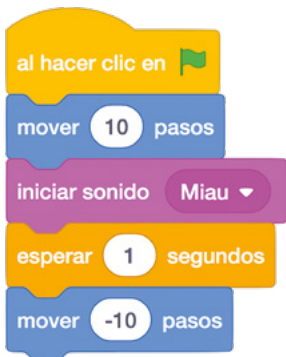 al hacer clic en
mover 10 pasos
iniciar sonido Miau
esperar 1 segundos
mover -10 pasos